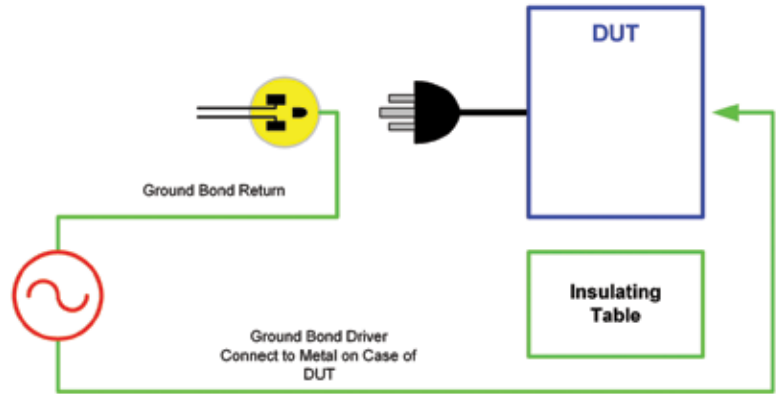 DUT
Ground Bond Return
Insulating
Table
Ground Bond Driver
Connect to Metal on Case of
DUT